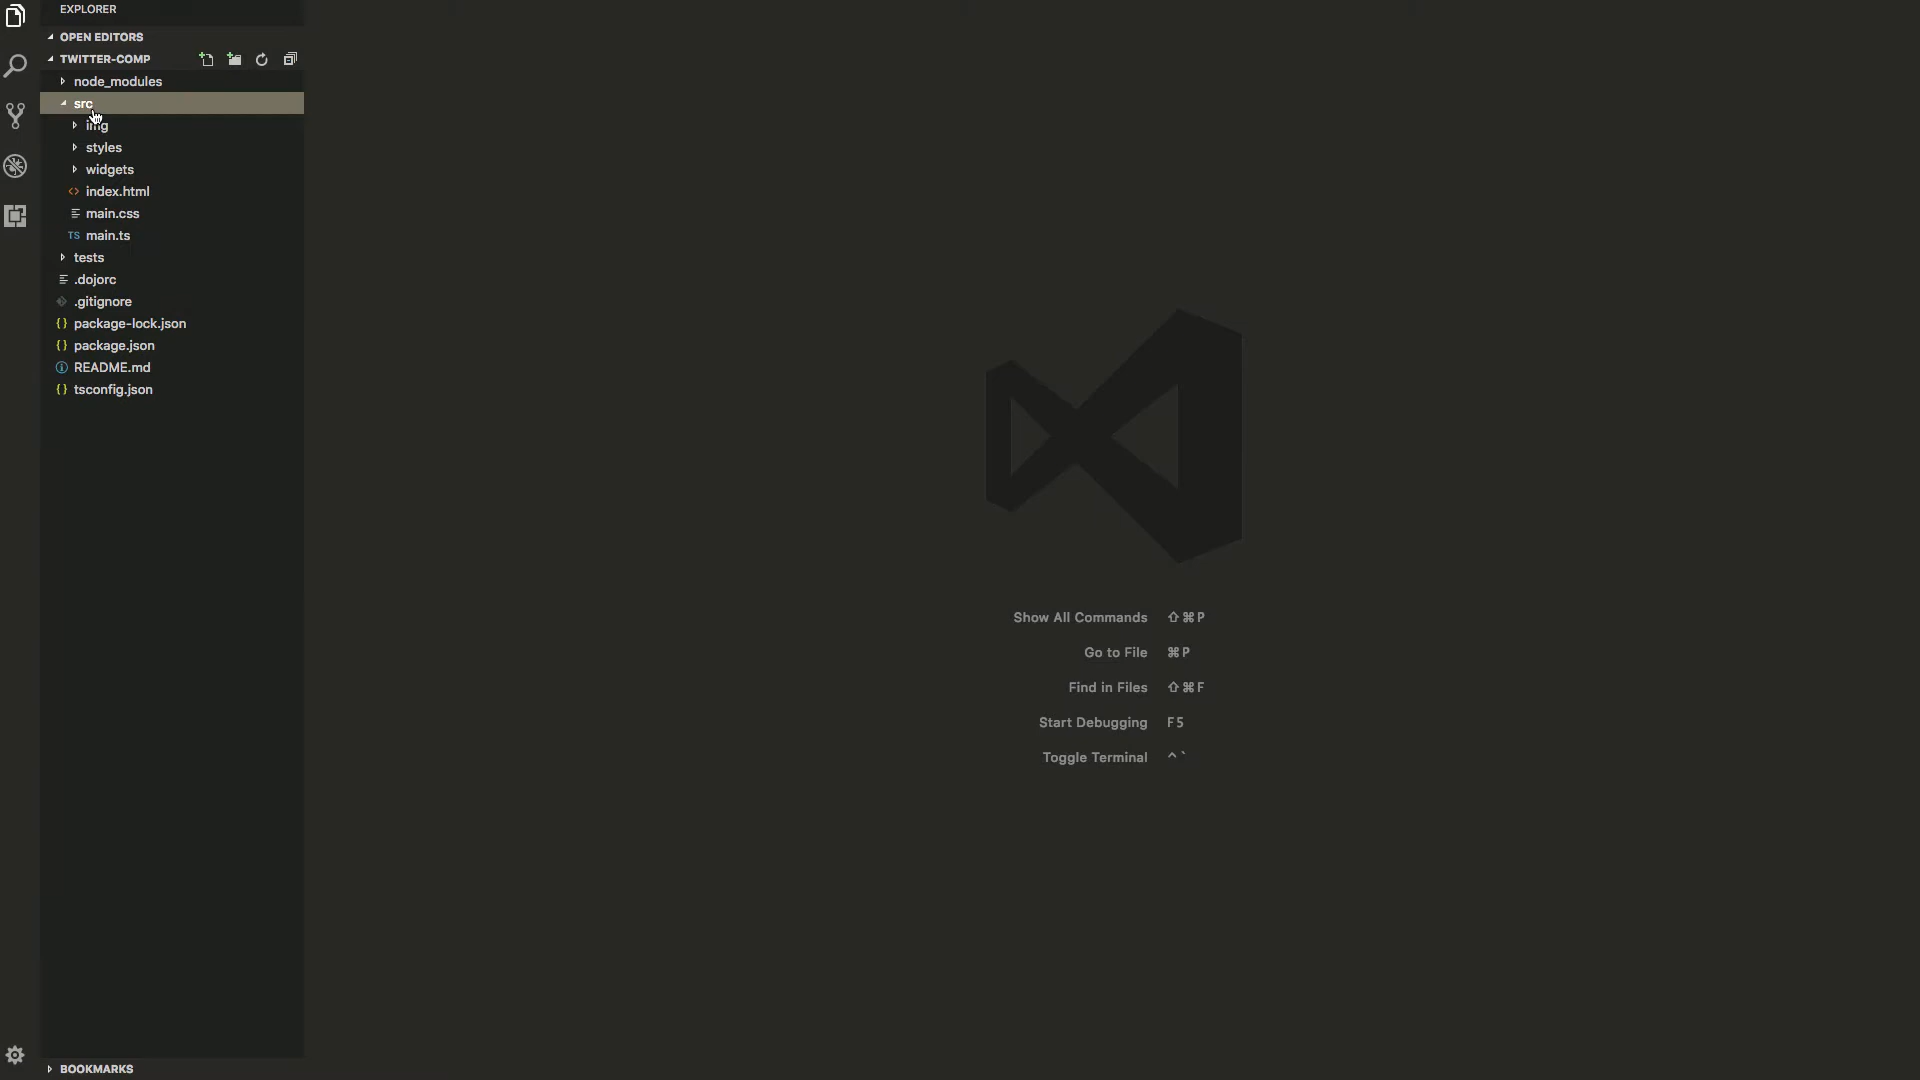 EXPLORER
OPEN EDITORS
TWITTER-COMP
node_modules
src
img
styles
widgets
<> index.html
main.css
TS main.ts
tests
.dojorc
.gitignore
{} package-lock.json
{} package.json
README.md
{} tsconfig.json
Show All Commands ⇧⌘P
Go to File ⌘P
Find in Files ⇧⌘F
Start Debugging F5
Toggle Terminal ^`
BOOKMARKS